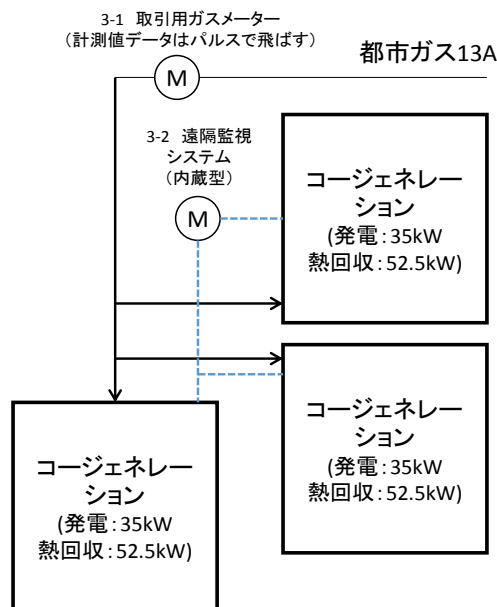 3-1 取引用ガスメーター
（計測値データはパルスで飛ばす）
都市ガス13A
M
3-2 遠隔監視
システム
（内蔵型）
M
コージェネレー
ション
(発電：35kW
熱回収：52.5kW)
コージェネレー
ション
(発電：35kW
熱回収：52.5kW)
コージェネレー
ション
(発電：35kW
熱回収：52.5kW)